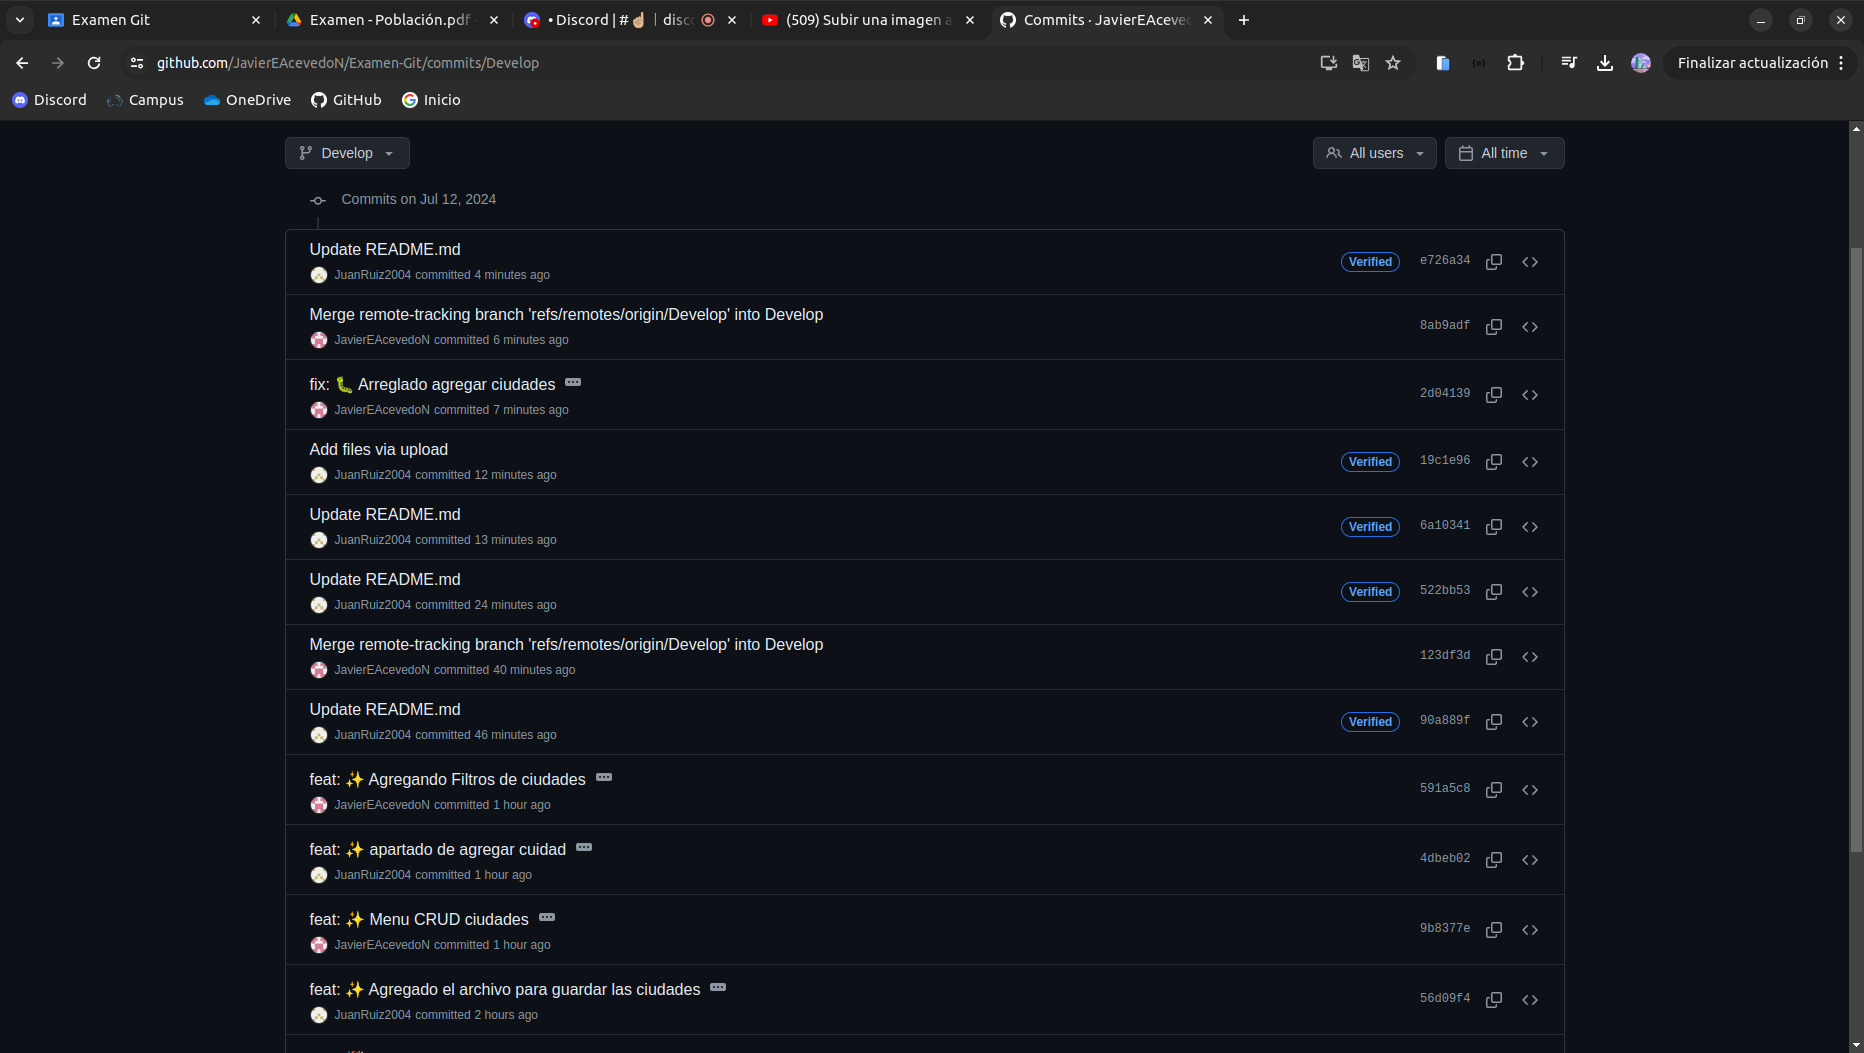 Examen Git
Examen - Población.pdf
• Discord | #☝ | disc
(509) Subir una imagen a
Commits · JavierEAceve
github.com/JavierEAcevedoN/Examen-Git/commits/Develop
Finalizar actualización
Discord
Campus
OneDrive
GitHub
Inicio
Develop
All users
All time
Commits on Jul 12, 2024
Update README.md
JuanRuiz2004 committed 4 minutes ago
Verified
e726a34
Merge remote-tracking branch 'refs/remotes/origin/Develop' into Develop
JavierEAcevedoN committed 6 minutes ago
8ab9adf
fix: 🐛 Arreglado agregar ciudades
JavierEAcevedoN committed 7 minutes ago
2d04139
Add files via upload
JuanRuiz2004 committed 12 minutes ago
Verified
19c1e96
Update README.md
JuanRuiz2004 committed 13 minutes ago
Verified
6a10341
Update README.md
JuanRuiz2004 committed 24 minutes ago
Verified
522bb53
Merge remote-tracking branch 'refs/remotes/origin/Develop' into Develop
JavierEAcevedoN committed 40 minutes ago
123df3d
Update README.md
JuanRuiz2004 committed 46 minutes ago
Verified
90a889f
feat: ✨ Agregando Filtros de ciudades
JavierEAcevedoN committed 1 hour ago
591a5c8
feat: ✨ apartado de agregar cuidad
JuanRuiz2004 committed 1 hour ago
4dbeb02
feat: ✨ Menu CRUD ciudades
JavierEAcevedoN committed 1 hour ago
9b8377e
feat: ✨ Agregado el archivo para guardar las ciudades
JuanRuiz2004 committed 2 hours ago
56d09f4